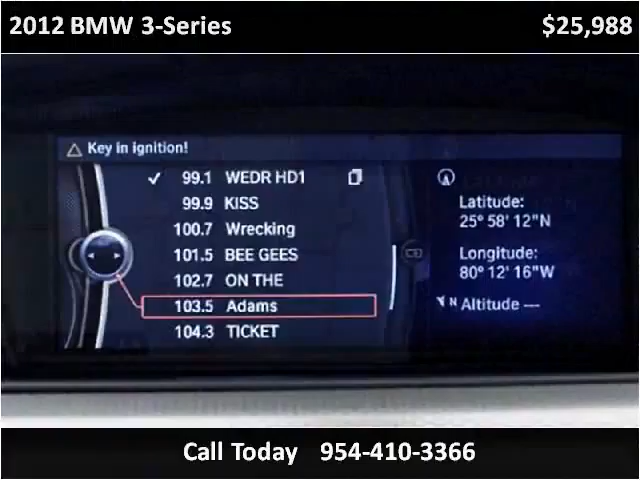 2012 BMW 3-Series $25,988
Key in ignition!
99.1 WEDR HD1
99.9 KISS
100.7 Wrecking
101.5 BEE GEES
102.7 ON THE
103.5 Adams
104.3 TICKET
Latitude:
25° 58' 12"N
Longitude:
80° 12' 16"W
N Altitude ---
Call Today 954-410-3366